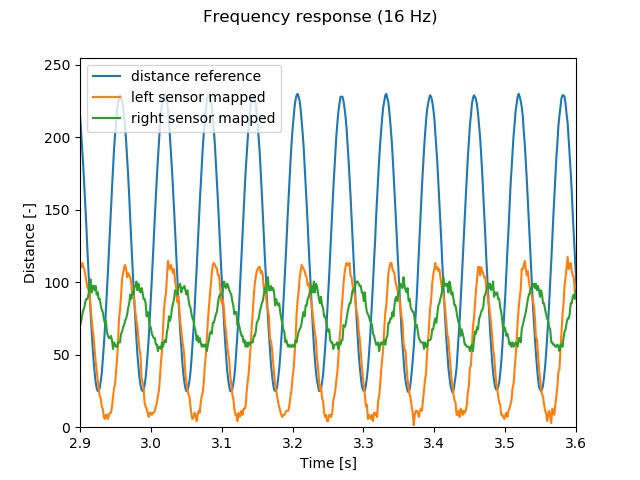 Frequency response (16 Hz)
distance reference
left sensor mapped
right sensor mapped
Distance [-]
250
200
150
100
50
0
2.9 3.0 3.1 3.2 3.3 3.4 3.5 3.6
Time [s]